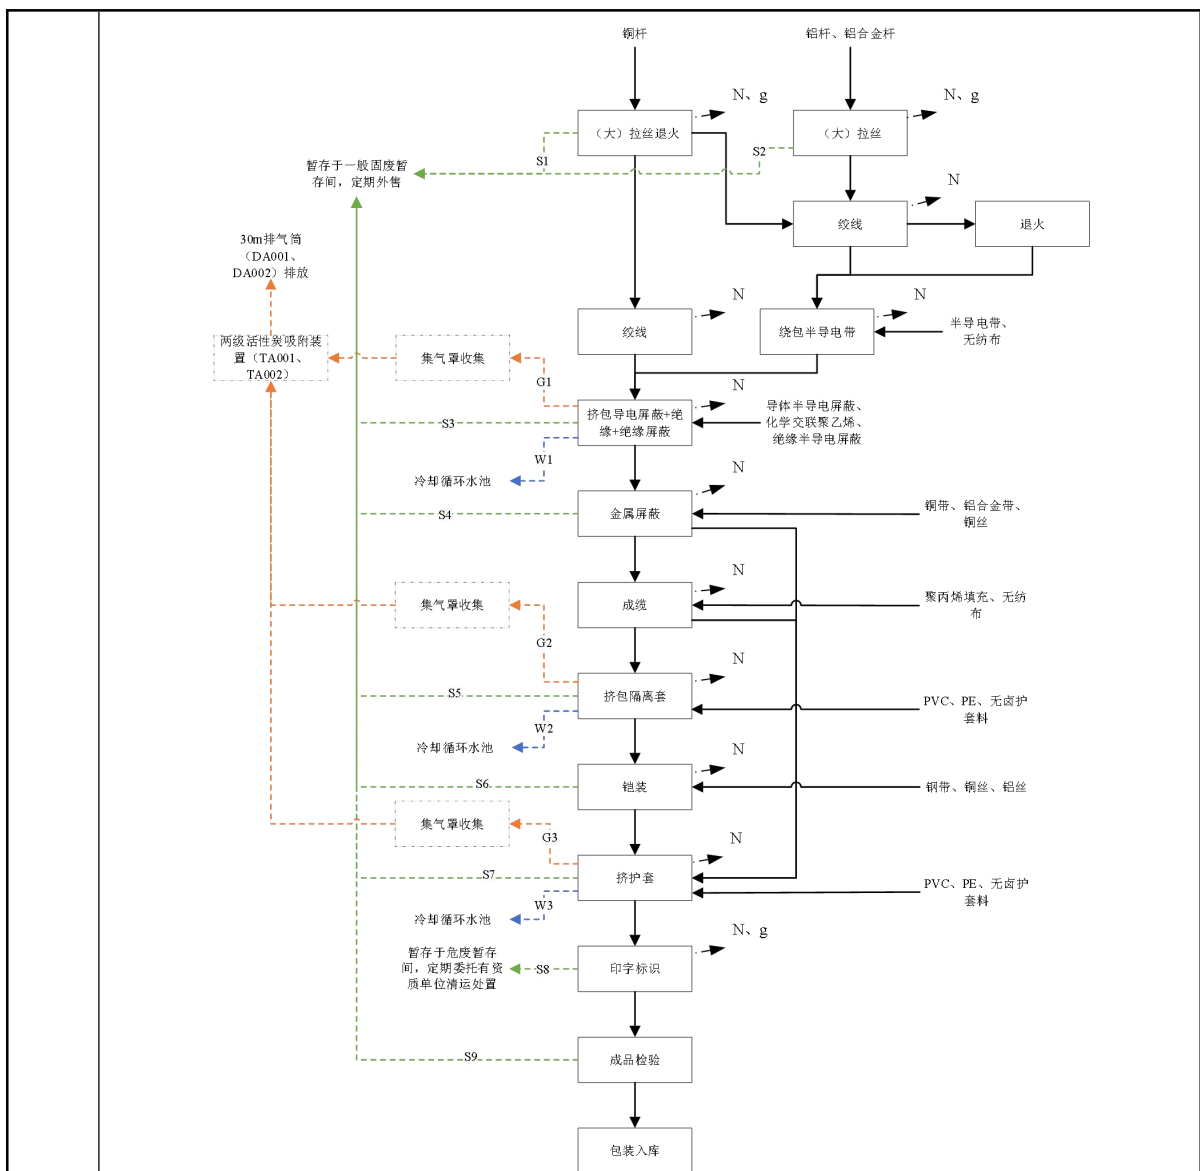 铜杆
铝杆、铝合金杆
N、g
N、g
（大）拉丝退火
（大）拉丝
S1
S2
暂存于一般固废暂
存间，定期外售
N
绞线
退火
30m排气筒
（DA001、
DA002）排放
N
N
绞线
绕包半导电带
半导电带、
无纺布
两级活性炭吸附装
置（TA001、
TA002）
集气罩收集
G1
N
挤包导电屏蔽+绝
缘+绝缘屏蔽
导体半导电屏蔽、
化学交联聚乙烯、
绝缘半导电屏蔽
S3
W1
冷却循环水池
N
S4
金属屏蔽
铜带、铝合金带、
铜丝
N
集气罩收集
成缆
聚丙烯填充、无纺
布
G2
N
S5
挤包隔离套
PVC、PE、无卤护
套料
W2
冷却循环水池
N
S6
铠装
钢带、铜丝、铝丝
集气罩收集
G3
N
S7
挤护套
PVC、PE、无卤护
套料
W3
冷却循环水池
N、g
暂存于危废暂存
间，定期委托有资
质单位清运处置
S8
印字标识
S9
成品检验
包装入库